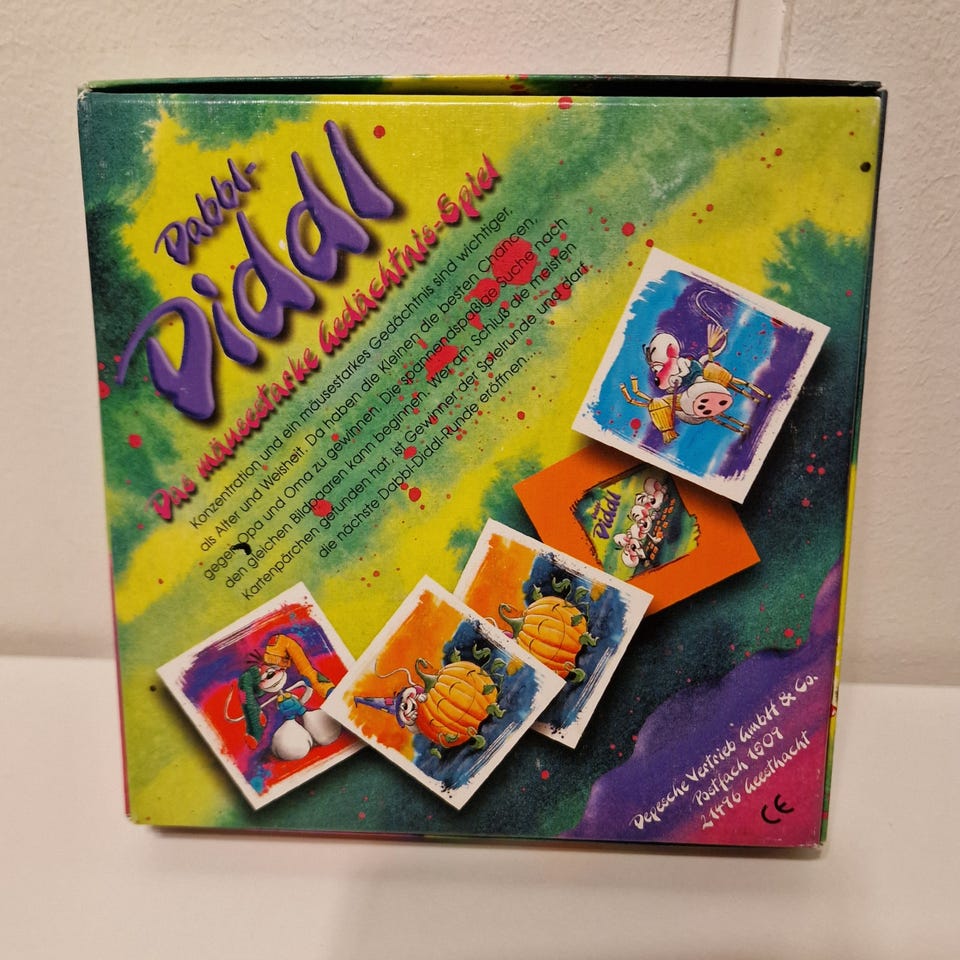 Dabbl-
Diddl
Das mäusestarke Gedächtnis-Spiel
Konzentration und ein mäusestarkes Gedächtnis sind wichtiger,
als Alter und Weisheit. Da haben die Kleinen die besten Chancen,
gegen Opa und Oma zu gewinnen. Die spannendspaßige Suche nach
den gleichen Bildpaaren kann beginnen. Wer am Schluß die meisten
Kartenpärchen gefunden hat, ist Gewinner der Spielrunde und darf
die nächste Dabbl-Diddl-Runde eröffnen...
Diddl
Depesche Vertrieb GmbH & Co.
Postfach 1509
21496 Geesthacht
CE